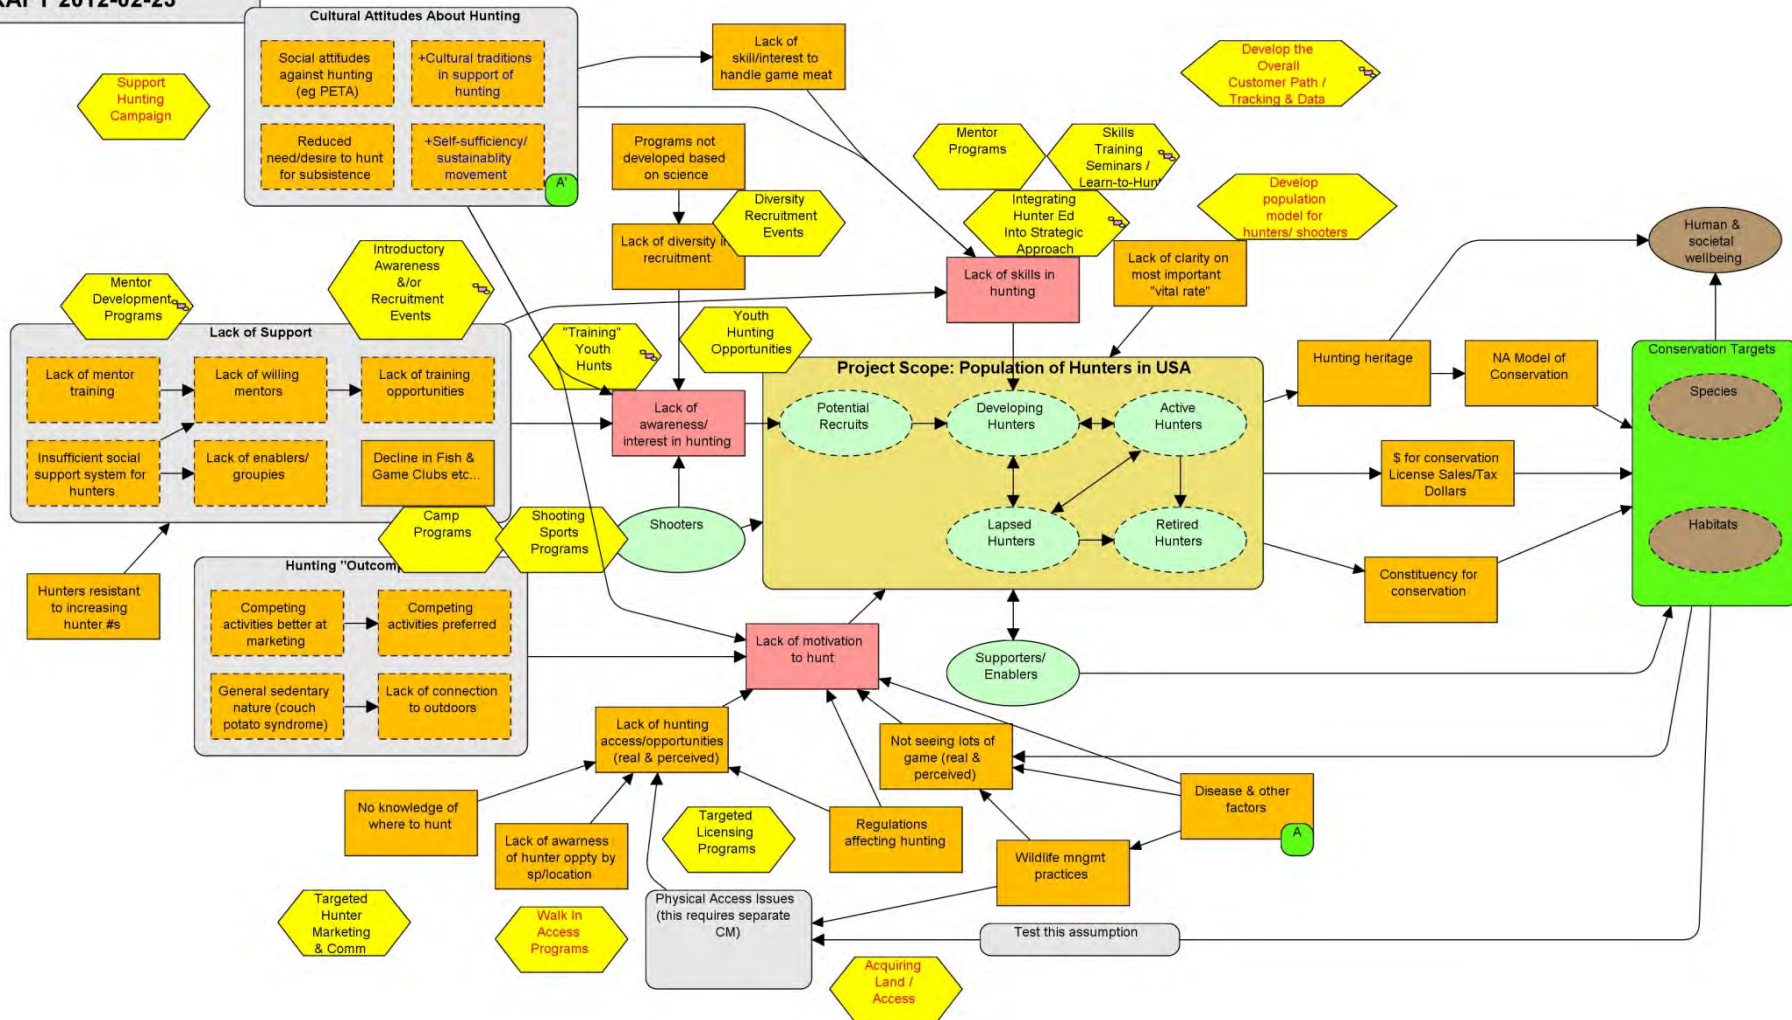 2012-02-23
Cultural Attitudes About Hunting
Social attitudes
against hunting
(eg PETA)
+Cultural traditions
in support of
hunting
Reduced
need/desire to hunt
for subsistence
+Self-sufficiency/
sustainablity
movement
A'
Support
Hunting
Campaign
Lack of
skill/interest to
handle game meat
Programs not
developed based
on science
Diversity
Recruitment
Events
Lack of diversity
recruitment
Mentor
Programs
Skills
Training
Seminars /
Learn-to-Hunt
Integrating
Hunter Ed
Into Strategic
Approach
Develop the
Overall
Customer Path /
Tracking & Data
Develop
population
model for
hunters/ shooters
Lack of skills in
hunting
Lack of clarity on
most important
"vital rate"
Human &
societal
wellbeing
Mentor
Development
Programs
Introductory
Awareness
&/or
Recruitment
Events
Lack of Support
Lack of mentor
training
Lack of willing
mentors
Lack of training
opportunities
Insufficient social
support system for
hunters
Lack of enablers/
groupies
Decline in Fish &
Game Clubs etc...
"Training"
Youth
Hunts
Youth
Hunting
Opportunities
Lack of
awareness/
interest in hunting
Project Scope: Population of Hunters in USA
Potential
Recruits
Developing
Hunters
Active
Hunters
Lapsed
Hunters
Retired
Hunters
Hunting heritage
NA Model of
Conservation
$ for conservation
License Sales/Tax
Dollars
Constituency for
conservation
Conservation Targets
Species
Habitats
Camp
Programs
Shooting
Sports
Programs
Shooters
Hunters resistant
to increasing
hunter #s
Hunting "Outcom
Competing
activities better at
marketing
Competing
activities preferred
General sedentary
nature (couch
potato syndrome)
Lack of connection
to outdoors
Lack of motivation
to hunt
Supporters/
Enablers
Lack of hunting
access/opportunities
(real & perceived)
Not seeing lots of
game (real &
perceived)
Disease & other
factors
A
No knowledge of
where to hunt
Lack of awarness
of hunter oppty by
sp/location
Targeted
Licensing
Programs
Regulations
affecting hunting
Wildlife mngmt
practices
Targeted
Hunter
Marketing
& Comm
Walk In
Access
Programs
Physical Access Issues
(this requires separate
CM)
Test this assumption
Acquiring
Land /
Access